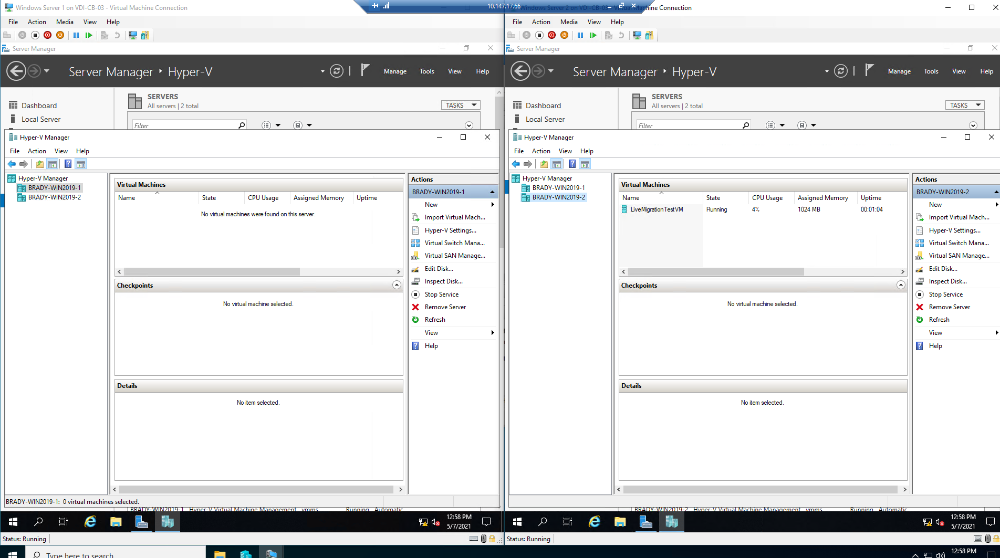 Windows Server 1 on VDI-CB-03 - Virtual Machine Connection
File Action Media View Help
Server Manager
Server Manager Hyper-V
Manage Tools View Help
Dashboard
Local Server
SERVERS
All servers | 2 total
TASKS
Filter
Hyper-V Manager
File Action View Help
Hyper-V Manager
BRADY-WIN2019-1
BRADY-WIN2019-2
Virtual Machines
Name State CPU Usage Assigned Memory Uptime
No virtual machines were found on this server.
Checkpoints
No virtual machine selected.
Details
No item selected.
Actions
BRADY-WIN2019-1
New
Import Virtual Mach...
Hyper-V Settings...
Virtual Switch Mana...
Virtual SAN Manage...
Edit Disk...
Inspect Disk...
Stop Service
Remove Server
Refresh
View
Help
BRADY-WIN2019-1: 0 virtual machines selected.
BRADY-WIN2019-1 Hyper-V Virtual Machine Management vmms Running Automatic
12:58 PM
5/7/2021
Status: Running
10.147.17.66
Windows Server 2 on VDI-CB-03 - Virtual Machine Connection
File Action Media View Help
Server Manager
Server Manager Hyper-V
Manage Tools View Help
Dashboard
Local Server
SERVERS
All servers | 2 total
TASKS
Filter
Hyper-V Manager
File Action View Help
Hyper-V Manager
BRADY-WIN2019-1
BRADY-WIN2019-2
Virtual Machines
Name State CPU Usage Assigned Memory Uptime
LiveMigrationTestVM Running 4% 1024 MB 00:01:04
Checkpoints
No virtual machine selected.
Details
No item selected.
Actions
BRADY-WIN2019-2
New
Import Virtual Mach...
Hyper-V Settings...
Virtual Switch Mana...
Virtual SAN Manage...
Edit Disk...
Inspect Disk...
Stop Service
Remove Server
Refresh
View
Help
BRADY-WIN2019-2 Hyper-V Virtual Machine Management vmms Running Automatic
12:58 PM
5/7/2021
Status: Running
Type here to search
12:58 PM